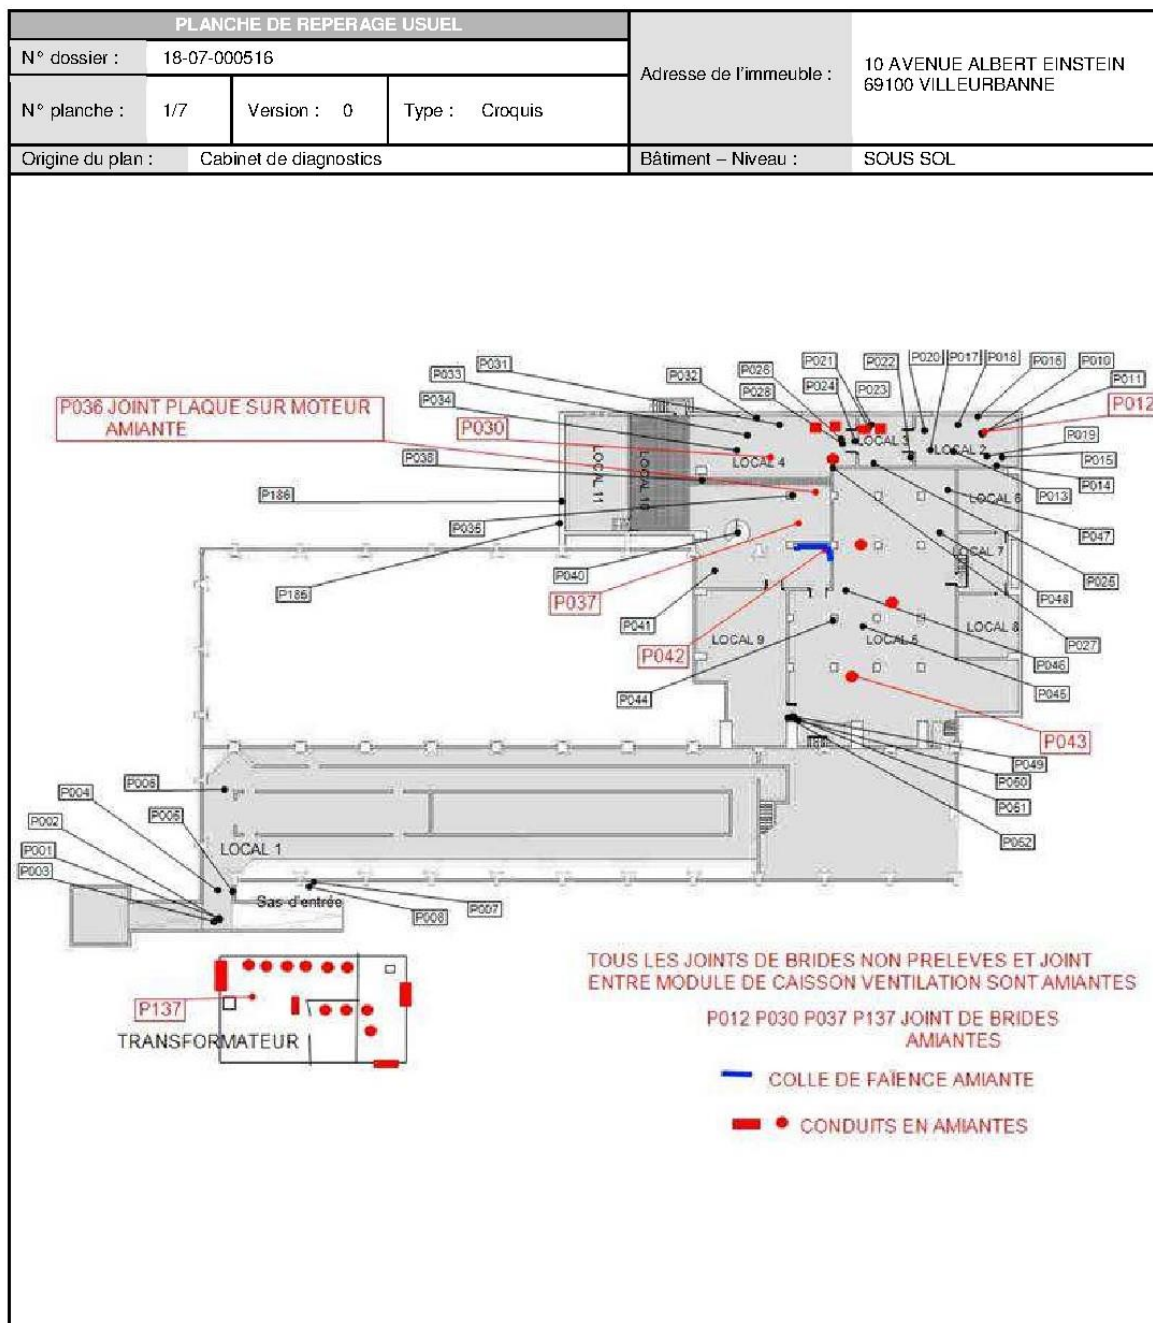 PLANCHE DE REPERAGE USUEL
N° dossier : 18-07-000516
Adresse de l'immeuble : 10 AVENUE ALBERT EINSTEIN
69100 VILLEURBANNE
N° planche : 1/7 Version : 0 Type : Croquis
Origine du plan : Cabinet de diagnostics
Bâtiment – Niveau : SOUS SOL
P031
P033
P034
P032
P026
P028
P021
P024
P022
P023
P020
P017
P018
P016
P010
P011
P012
P036 JOINT PLAQUE SUR MOTEUR
AMIANTE
P030
P038
P019
P015
P014
P013
LOCAL 3
LOCAL 2
LOCAL 4
LOCAL 11
LOCAL 10
LOCAL 6
P186
P035
P047
LOCAL 7
P040
P025
P185
P037
P048
P041
LOCAL 9
LOCAL 5
LOCAL 8
P027
P042
P046
P044
P045
P043
P049
P050
P051
P052
P006
P004
P005
P002
P001
P003
LOCAL 1
Sas d'entrée
P007
P008
P137
TRANSFORMATEUR
TOUS LES JOINTS DE BRIDES NON PRELEVES ET JOINT
ENTRE MODULE DE CAISSON VENTILATION SONT AMIANTES
P012 P030 P037 P137 JOINT DE BRIDES
AMIANTES
COLLE DE FAÏENCE AMIANTE
CONDUITS EN AMIANTES